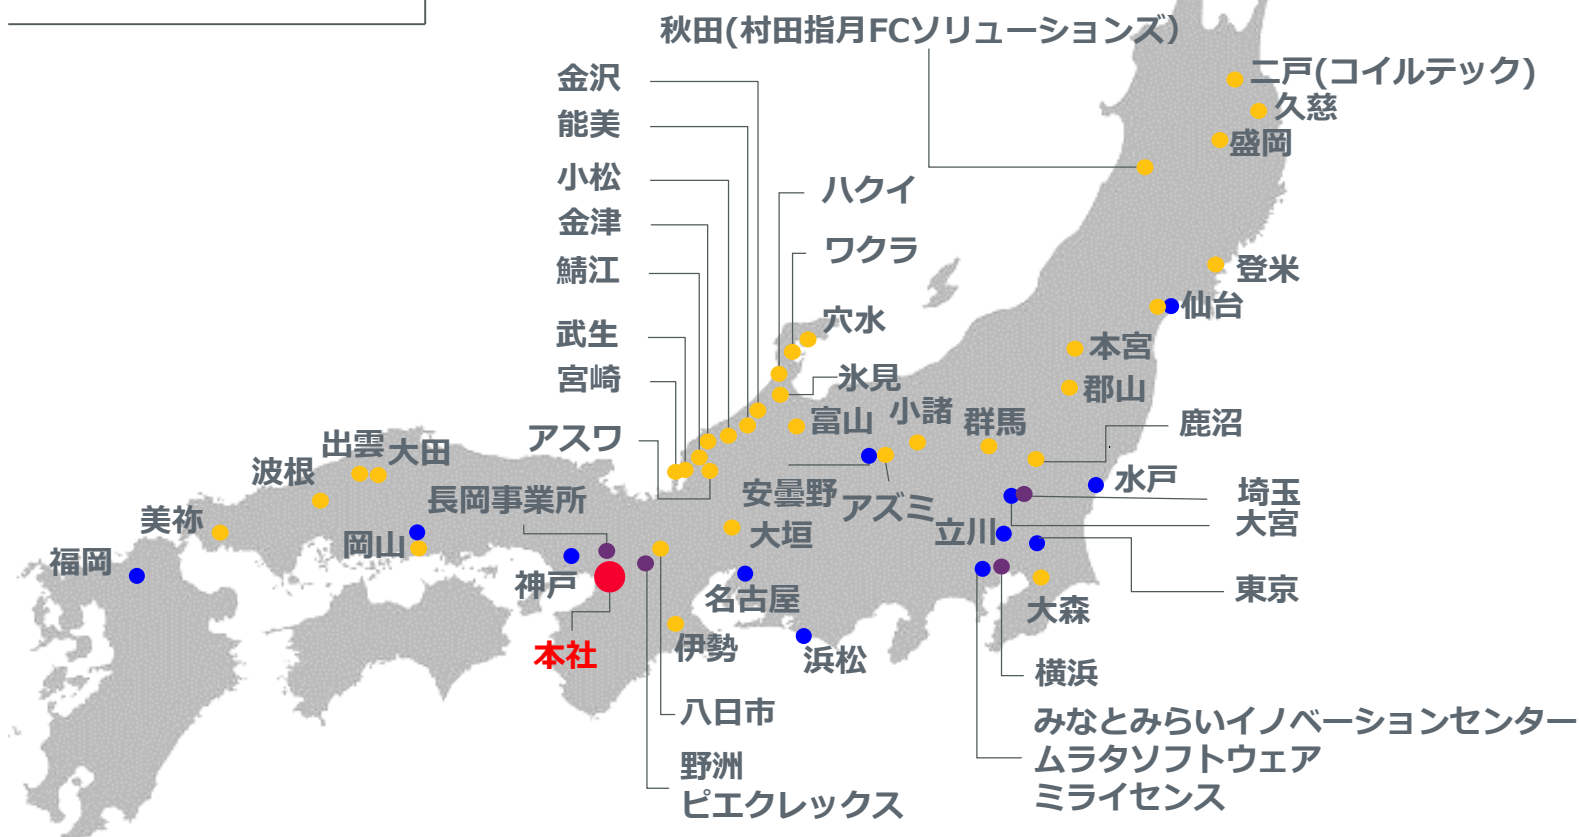 秋田(村田指月FCソリューションズ）
金沢
二戸(コイルテック)
久慈
能美
盛岡
小松
ハクイ
金津
ワクラ
鯖江
登米
仙台
穴水
武生
本宮
宮崎
氷見
郡山
富山
小諸
群馬
鹿沼
アスワ
出雲
大田
波根
水戸
長岡事業所
安曇野
アズミ
埼玉
大宮
美祢
岡山
大垣
立川
福岡
神戸
名古屋
東京
大森
本社
伊勢
浜松
横浜
八日市
みなとみらいイノベーションセンター
ムラタソフトウェア
ミライセンス
野洲
ピエクレックス